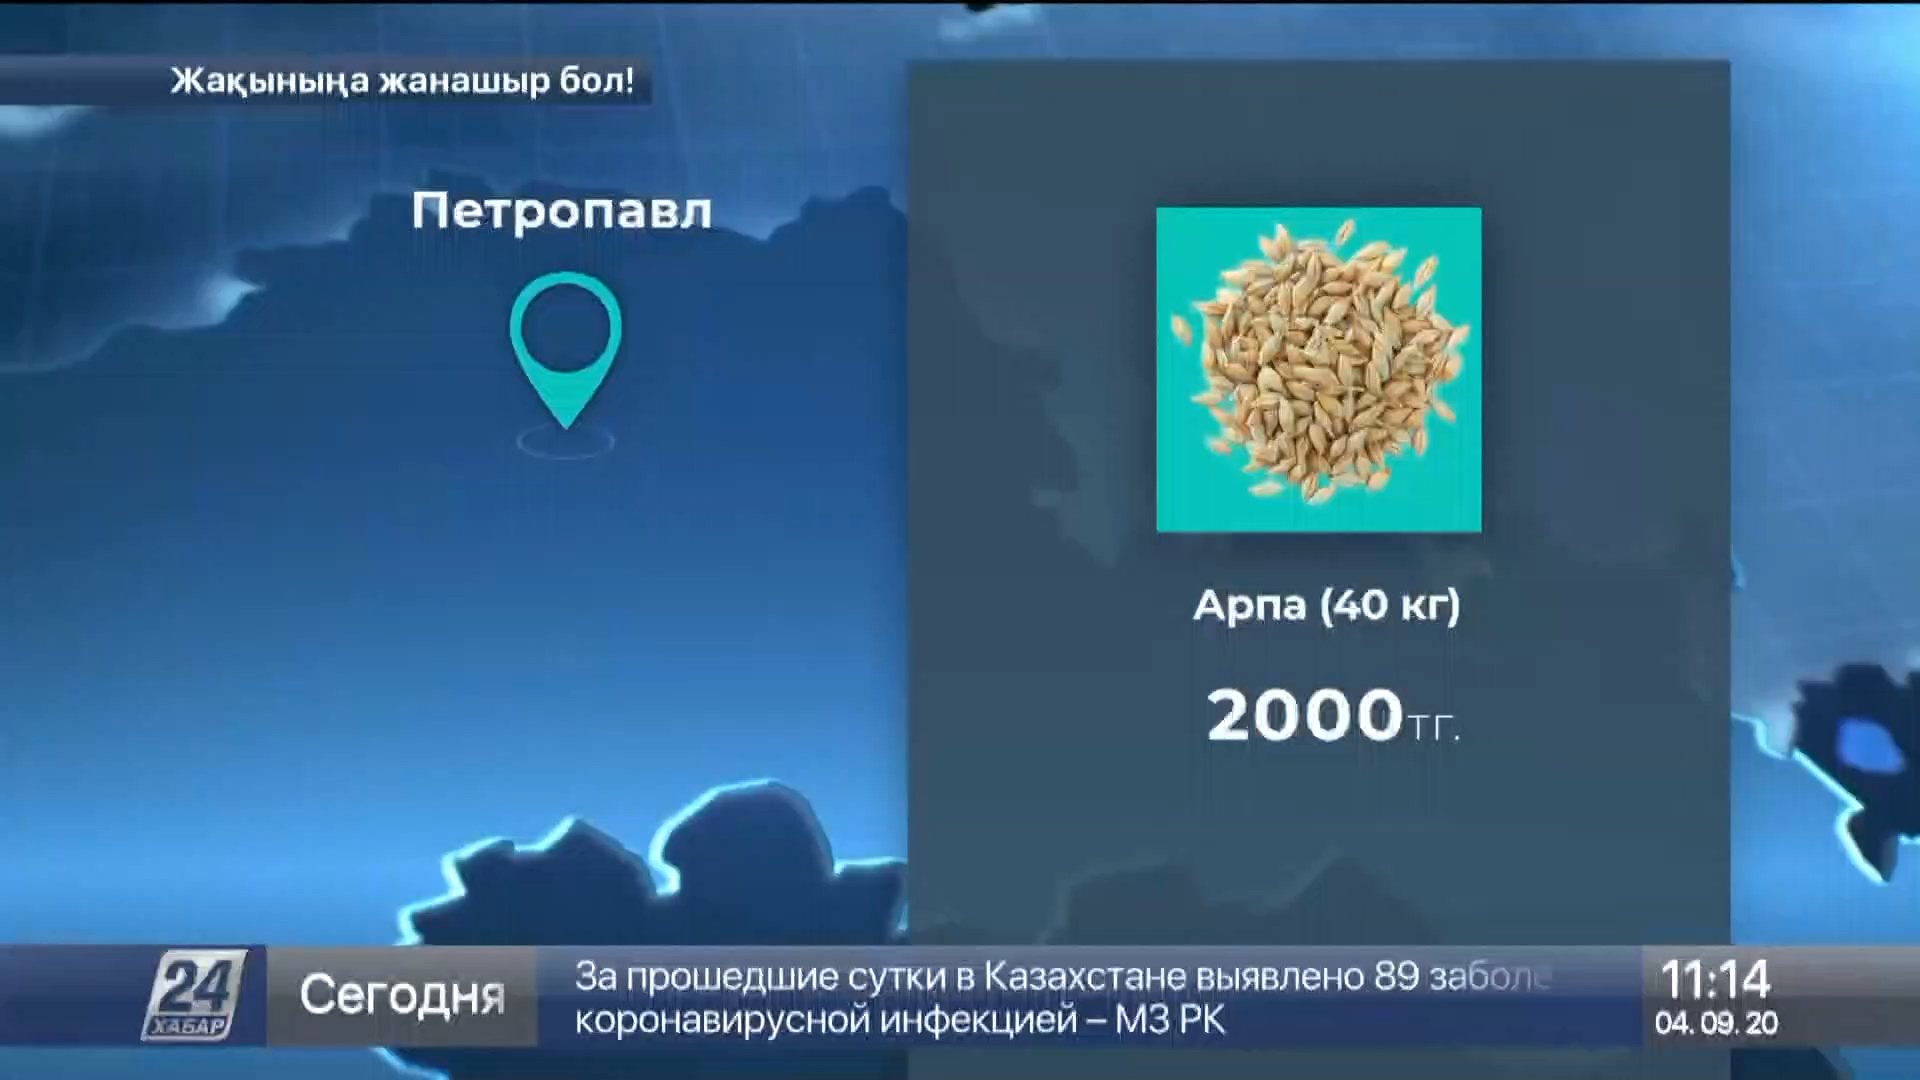 Жақыныңа жанашыр бол!
Петропавл
Арпа (40 кг)
2000тг.
24
ХАБАР
Сегодня
За прошедшие сутки в Казахстане выявлено 89
коронавирусной инфекцией – МЗ РК
11:14
04. 09. 20